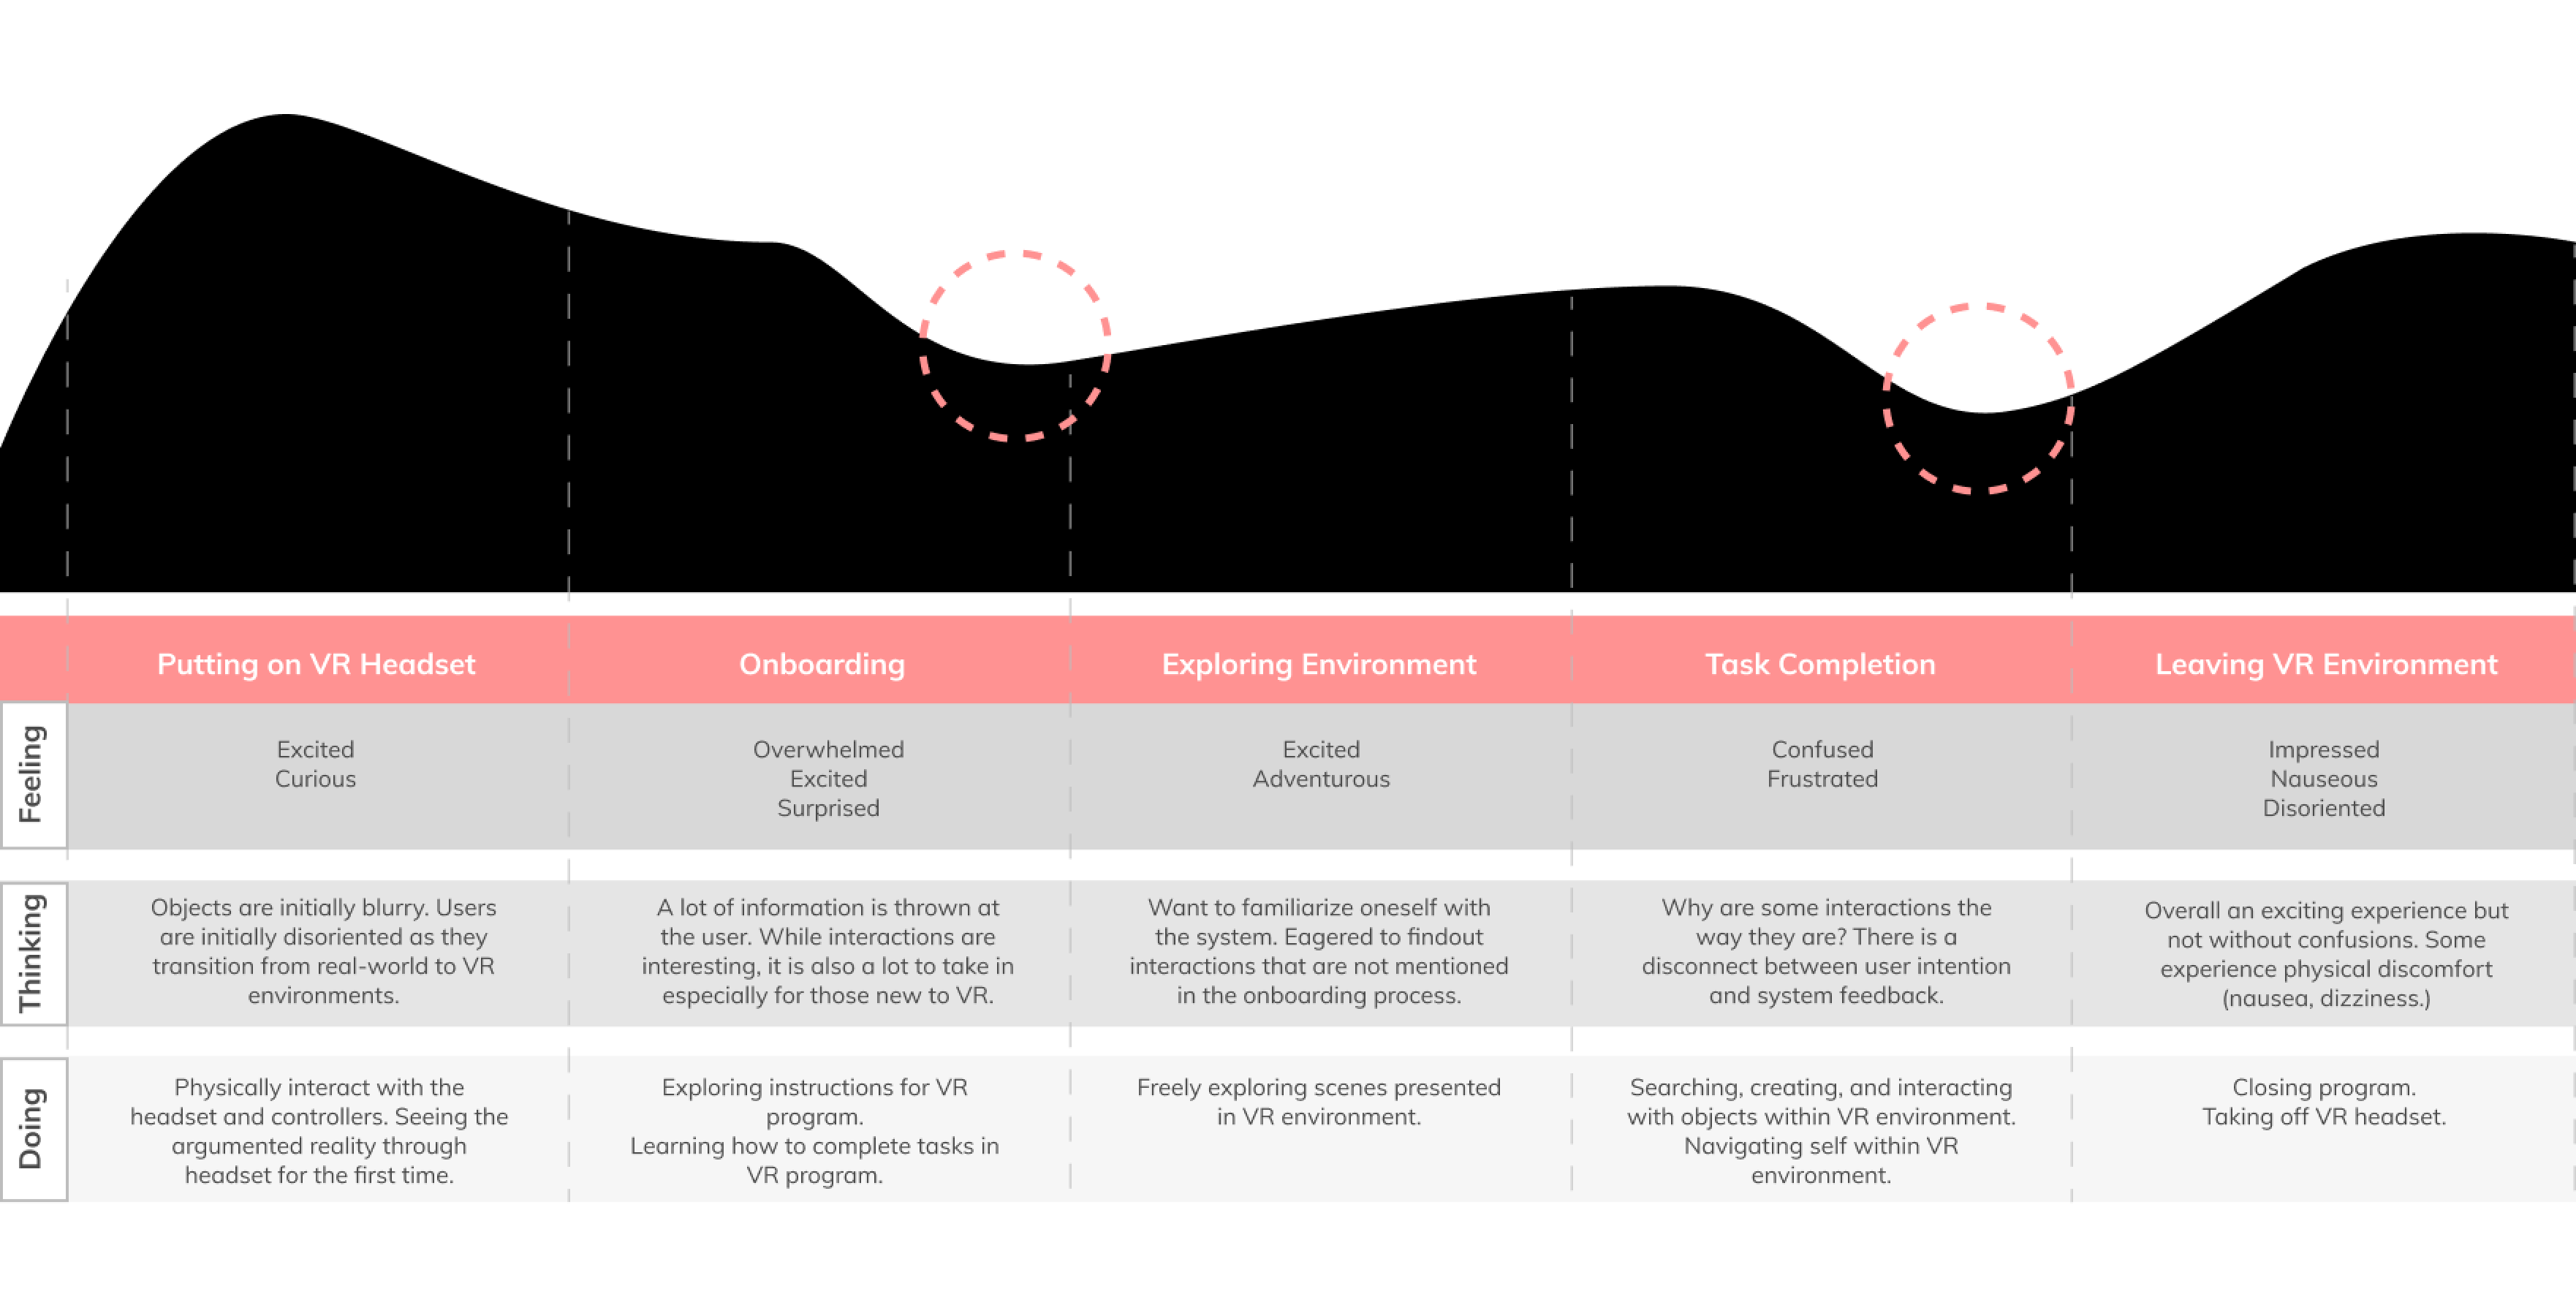 Putting on VR Headset
Onboarding
Exploring Environment
Task Completion
Leaving VR Environment
Feeling
Excited
Curious
Overwhelmed
Excited
Surprised
Excited
Adventurous
Confused
Frustrated
Impressed
Nauseous
Disoriented
Thinking
Objects are initially blurry. Users
are initially disoriented as they
transition from real-world to VR
environments.
A lot of information is thrown at
the user. While interactions are
interesting, it is also a lot to take in
especially for those new to VR.
Want to familiarize oneself with
the system. Eagered to findout
interactions that are not mentioned
in the onboarding process.
Why are some interactions the
way they are? There is a
disconnect between user intention
and system feedback.
Overall an exciting experience but
not without confusions. Some
experience physical discomfort
(nausea, dizziness.)
Doing
Physically interact with the
headset and controllers. Seeing the
argumented reality through
headset for the first time.
Exploring instructions for VR
program.
Learning how to complete tasks in
VR program.
Freely exploring scenes presented
in VR environment.
Searching, creating, and interacting
with objects within VR environment.
Navigating self within VR
environment.
Closing program.
Taking off VR headset.